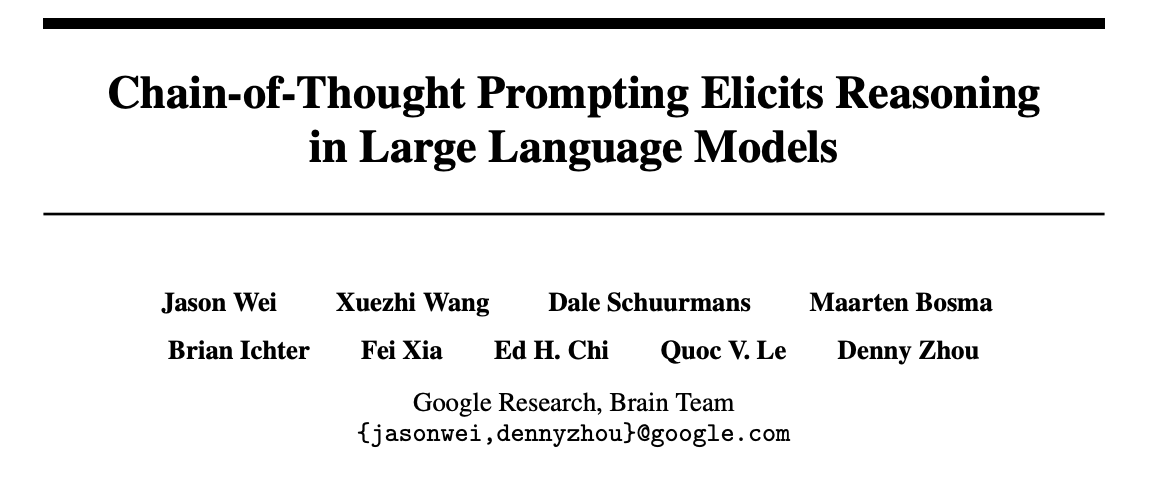 Chain-of-Thought Prompting Elicits Reasoning
in Large Language Models
Jason Wei Xuezhi Wang Dale Schuurmans Maarten Bosma
Brian Ichter Fei Xia Ed H. Chi Quoc V. Le Denny Zhou
Google Research, Brain Team
{jasonwei,dennyzhou}@google.com